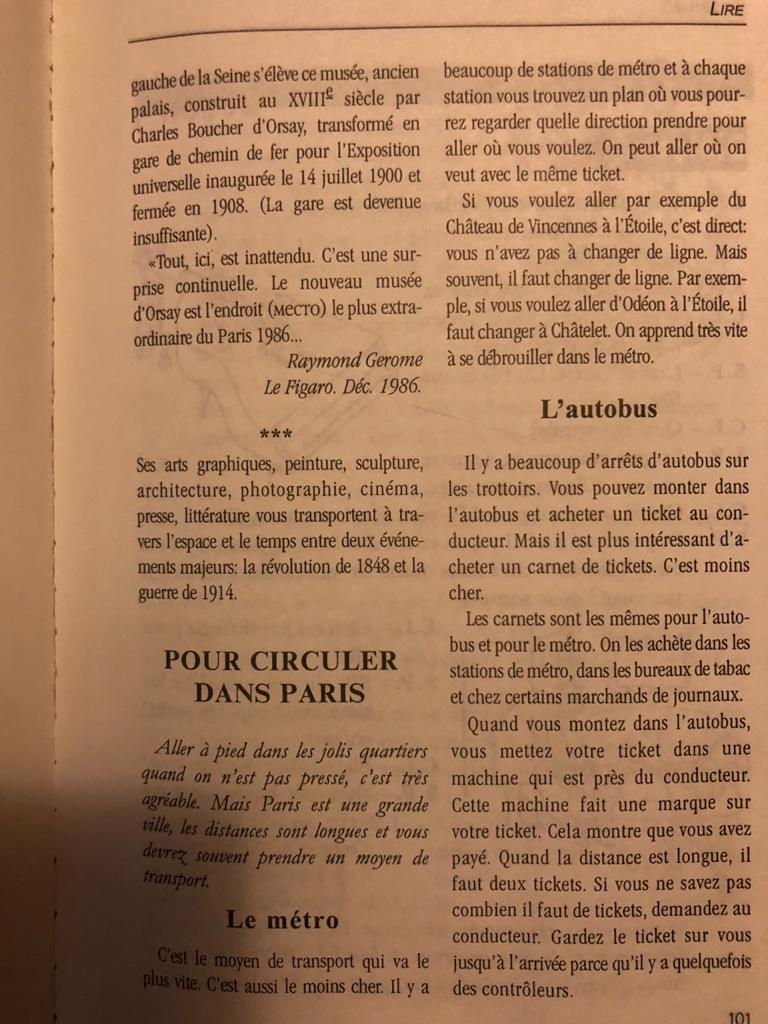 LIRE
gauche de la Seine s'élève ce musée, ancien
palais, construit au XVIIIe siècle par
Charles Boucher d'Orsay, transformé en
gare de chemin de fer pour l'Exposition
universelle inaugurée le 14 juillet 1900 et
fermée en 1908. (La gare est devenue
insuffisante).
«Tout, ici, est inattendu. C'est une sur-
prise continuelle. Le nouveau musée
d'Orsay est l'endroit (место) le plus extra-
ordinaire du Paris 1986...
Raymond Gerome
Le Figaro. Déc. 1986.
***
Ses arts graphiques, peinture, sculpture,
architecture, photographie, cinéma,
presse, littérature vous transportent à tra-
vers l'espace et le temps entre deux événe-
ments majeurs: la révolution de 1848 et la
guerre de 1914.
POUR CIRCULER
DANS PARIS
Aller à pied dans les jolis quartiers
quand on n'est pas pressé, c'est très
agréable. Mais Paris est une grande
ville, les distances sont longues et vous
devrez souvent prendre un moyen de
transport.
Le métro
C'est le moyen de transport qui va le
plus vite. C'est aussi le moins cher. Il y a
beaucoup de stations de métro et à chaque
station vous trouvez un plan où vous pour-
rez regarder quelle direction prendre pour
aller où vous voulez. On peut aller où on
veut avec le même ticket.
Si vous voulez aller par exemple du
Château de Vincennes à l'Étoile, c'est direct:
vous n'avez pas à changer de ligne. Mais
souvent, il faut changer de ligne. Par exem-
ple, si vous voulez aller d'Odéon à l'Étoile, il
faut changer à Châtelet. On apprend très vite
à se débrouiller dans le métro.
L'autobus
Il y a beaucoup d'arrêts d'autobus sur
les trottoirs. Vous pouvez monter dans
l'autobus et acheter un ticket au con-
ducteur. Mais il est plus intéressant d'a-
cheter un carnet de tickets. C'est moins
cher.
Les carnets sont les mêmes pour l'auto-
bus et pour le métro. On les achète dans les
stations de métro, dans les bureaux de tabac
et chez certains marchands de journaux.
Quand vous montez dans l'autobus,
vous mettez votre ticket dans une
machine qui est près du conducteur.
Cette machine fait une marque sur
votre ticket. Cela montre que vous avez
payé. Quand la distance est longue, il
faut deux tickets. Si vous ne savez pas
combien il faut de tickets, demandez au
conducteur. Gardez le ticket sur vous
jusqu'à l'arrivée parce qu'il y a quelquefois
des contrôleurs.
101